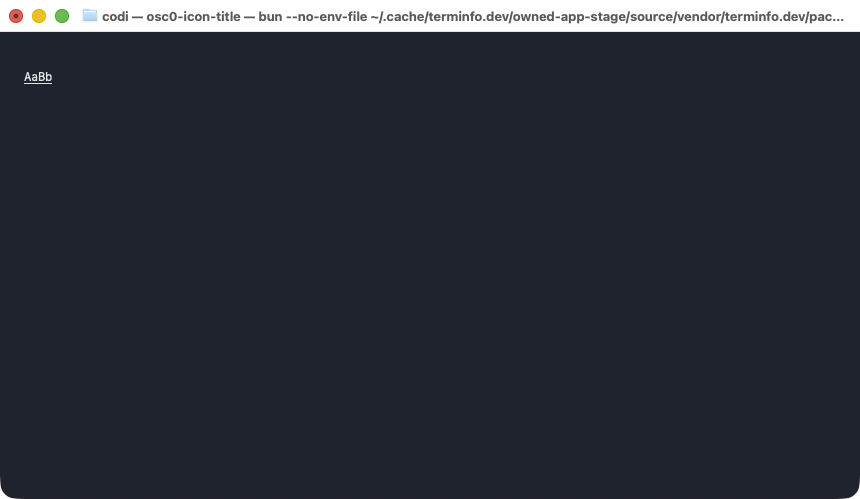 codi — osc0-icon-title — bun --no-env-file ~/.cache/terminfo.dev/owned-app-stage/source/vendor/terminfo.dev/pac...
AaBb